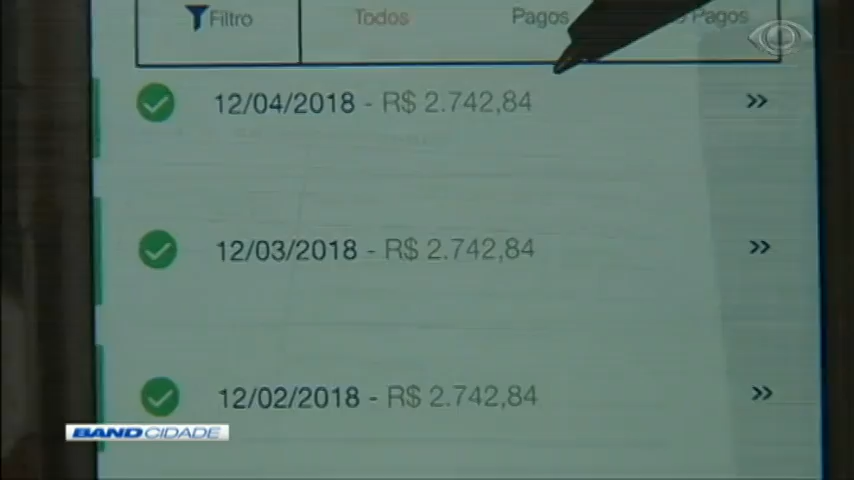 Filtro Todos Pagos Pagos
12/04/2018 - R$ 2.742,84 »
12/03/2018 - R$ 2.742,84 »
12/02/2018 - R$ 2.742,84 »
BAND CIDADE